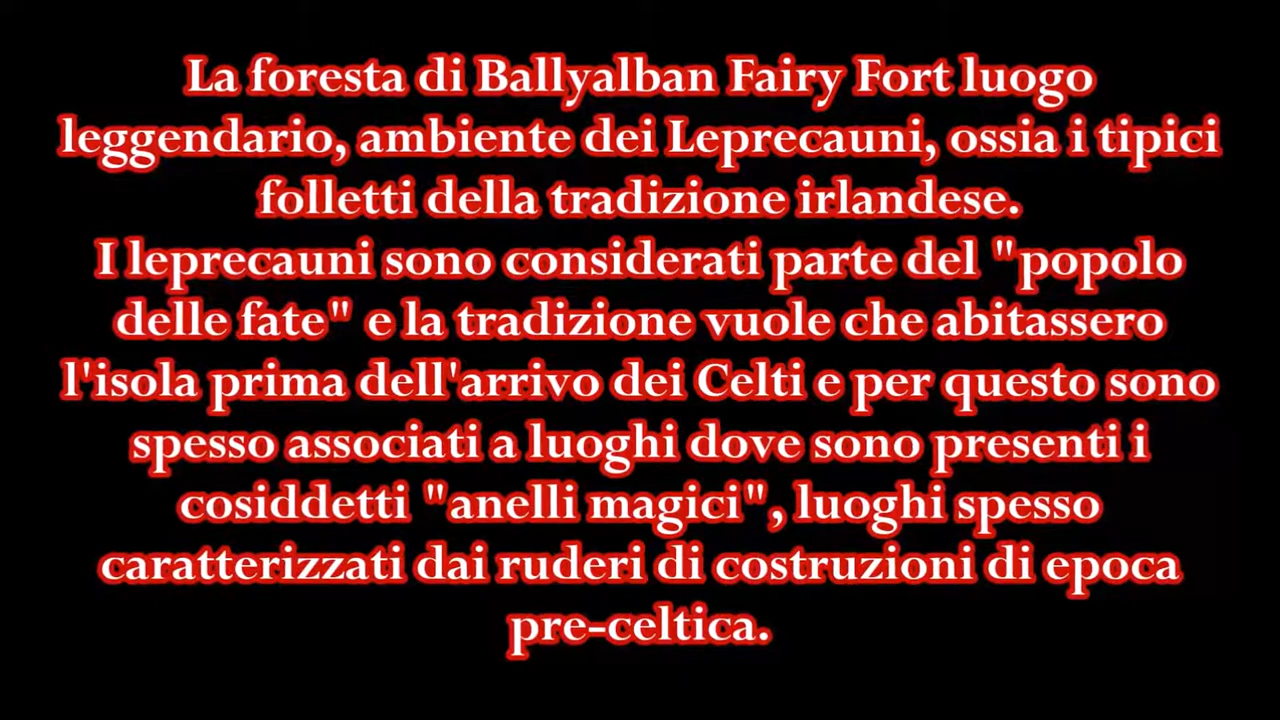 La foresta di Ballyalban Fairy Fort luogo
leggendario, ambiente dei Leprecauni, ossia i tipici
folletti della tradizione irlandese.
I leprecauni sono considerati parte del "popolo
delle fate" e la tradizione vuole che abitassero
l'isola prima dell'arrivo dei Celti e per questo sono
spesso associati a luoghi dove sono presenti i
cosiddetti "anelli magici", luoghi spesso
caratterizzati dai ruderi di costruzioni di epoca
pre-celtica.